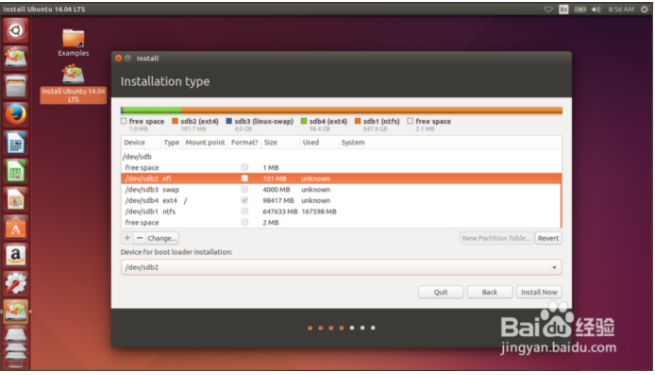 Install Ubuntu 14.04 LTS
En
8:56 AM
Examples
Install Ubuntu 14.04
LTS
Install
Installation type
free space sdb2 (ext4) sdb3 (linux-swap) sdb4 (ext4) sdb1 (ntfs) free space
1.0 MB 101.7 MB 4.0 GB 98.4 GB 647.6 GB 2.1 MB
Device Type Mount point Format? Size Used System
/dev/sdb
free space 1 MB
/dev/sdb2 efi 101 MB unknown
/dev/sdb3 swap 4000 MB unknown
/dev/sdb4 ext4 / 98417 MB unknown
/dev/sdb1 ntfs 647633 MB 167598 MB
free space 2 MB
+ − Change... New Partition Table... Revert
Device for boot loader installation:
/dev/sdb2
Quit Back Install Now
Baidu 经验
jingyan.baidu.com